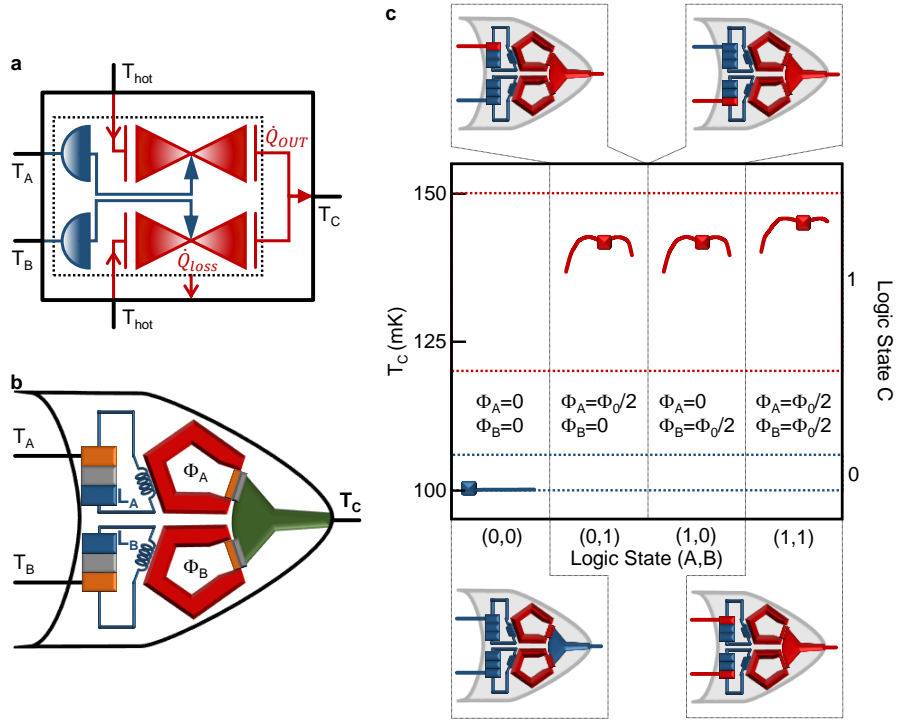 a
T_hot
Q̇_OUT
T_A
T_C
T_B
Q̇_loss
T_hot
b
T_A
L_A
Φ_A
T_C
L_B
T_B
Φ_B
c
150
125
100
T_C (mK)
1
0
Logic State C
Φ_A=0
Φ_B=0
Φ_A=Φ_0/2
Φ_B=0
Φ_A=0
Φ_B=Φ_0/2
Φ_A=Φ_0/2
Φ_B=Φ_0/2
(0,0) (0,1) (1,0) (1,1)
Logic State (A,B)